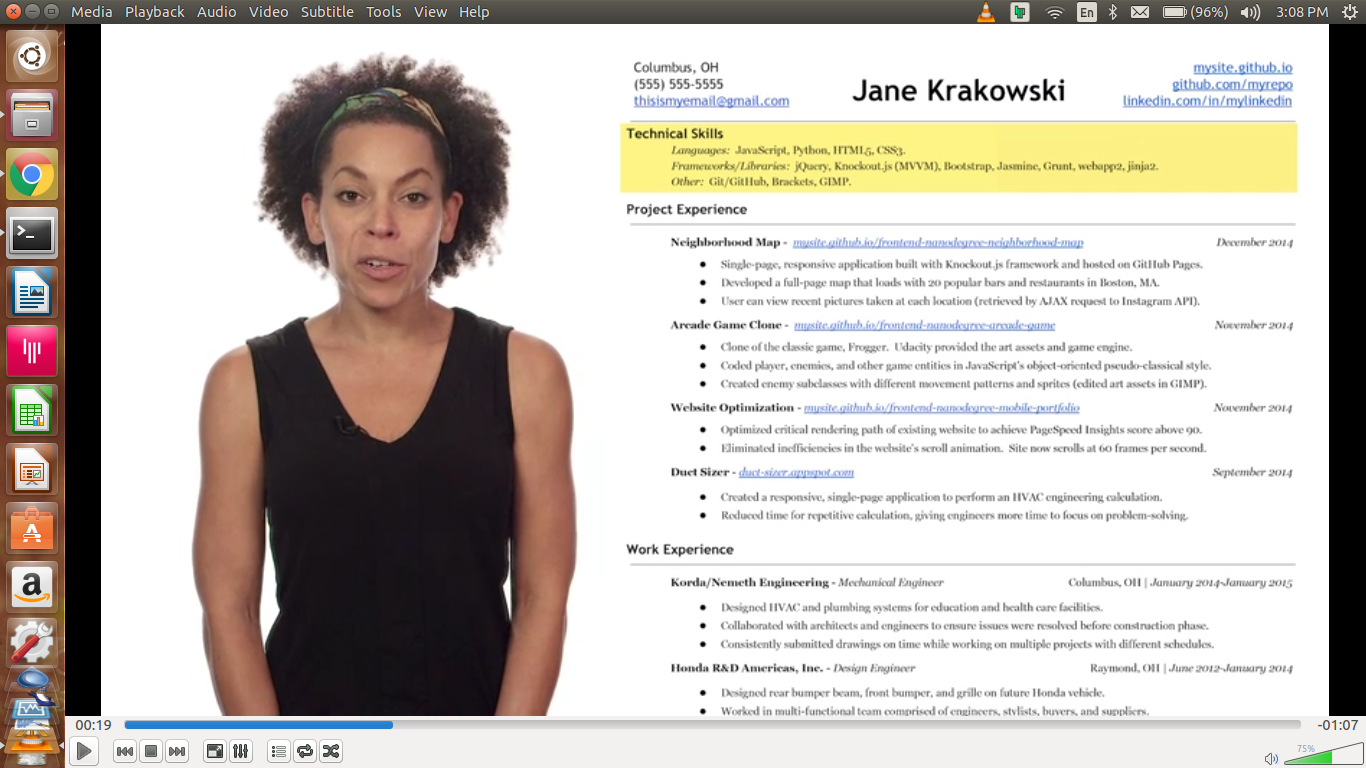 Media Playback Audio Video Subtitle Tools View Help
En (96%) 3:08 PM
Columbus, OH
(555) 555-5555
thisismyemail@gmail.com
Jane Krakowski
mysite.github.io
github.com/myrepo
linkedin.com/in/mylinkedin
Technical Skills
Languages: JavaScript, Python, HTML5, CSS3.
Frameworks/Libraries: jQuery, Knockout.js (MVVM), Bootstrap, Jasmine, Grunt, webapp2, jinja2.
Other: Git/GitHub, Brackets, GIMP.
Project Experience
Neighborhood Map - mysite.github.io/frontend-nanodegree-neighborhood-map December 2014
● Single-page, responsive application built with Knockout.js framework and hosted on GitHub Pages.
● Developed a full-page map that loads with 20 popular bars and restaurants in Boston, MA.
● User can view recent pictures taken at each location (retrieved by AJAX request to Instagram API).
Arcade Game Clone - mysite.github.io/frontend-nanodegree-arcade-game November 2014
● Clone of the classic game, Frogger. Udacity provided the art assets and game engine.
● Coded player, enemies, and other game entities in JavaScript's object-oriented pseudo-classical style.
● Created enemy subclasses with different movement patterns and sprites (edited art assets in GIMP).
Website Optimization - mysite.github.io/frontend-nanodegree-mobile-portfolio November 2014
● Optimized critical rendering path of existing website to achieve PageSpeed Insights score above 90.
● Eliminated inefficiencies in the website's scroll animation. Site now scrolls at 60 frames per second.
Duct Sizer - duct-sizer.appspot.com September 2014
● Created a responsive, single-page application to perform an HVAC engineering calculation.
● Reduced time for repetitive calculation, giving engineers more time to focus on problem-solving.
Work Experience
Korda/Nemeth Engineering - Mechanical Engineer Columbus, OH | January 2014-January 2015
● Designed HVAC and plumbing systems for education and health care facilities.
● Collaborated with architects and engineers to ensure issues were resolved before construction phase.
● Consistently submitted drawings on time while working on multiple projects with different schedules.
Honda R&D Americas, Inc. - Design Engineer Raymond, OH | June 2012-January 2014
● Designed rear bumper beam, front bumper, and grille on future Honda vehicle.
● Worked in multi-functional team comprised of engineers, stylists, buyers, and suppliers.
00:19 -01:07
75%